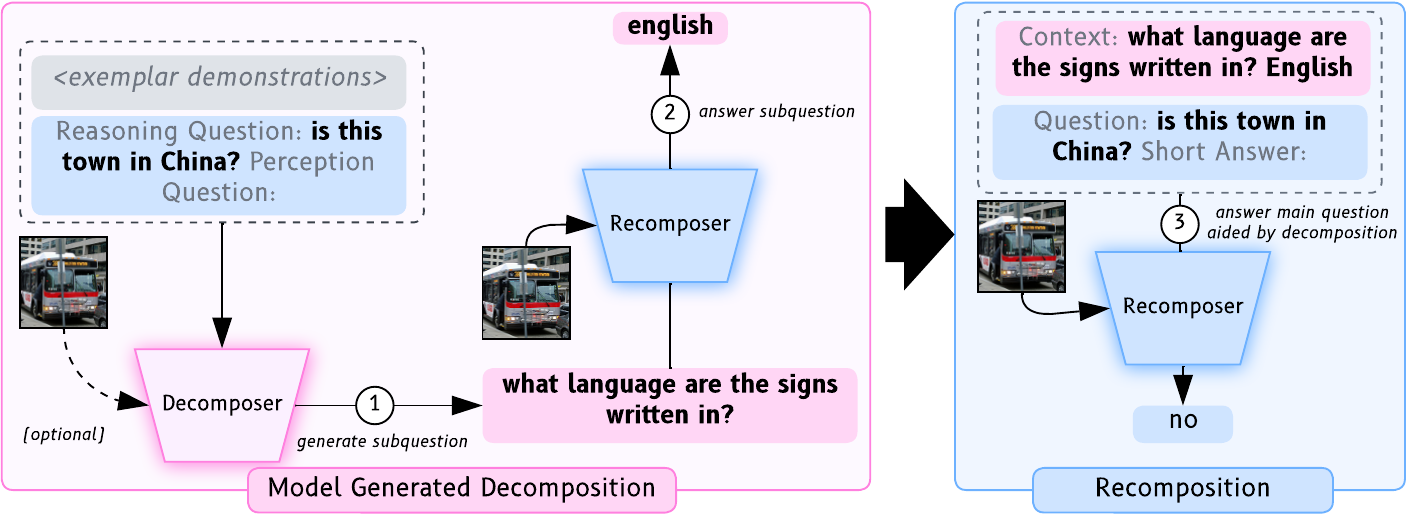 <exemplar demonstrations>
Reasoning Question: is this
town in China? Perception
Question:
[optional]
Decomposer
1
generate subquestion
what language are the signs
written in?
Recomposer
2
answer subquestion
english
Model Generated Decomposition
Context: what language are
the signs written in? English
Question: is this town in
China? Short Answer:
3
answer main question
aided by decomposition
Recomposer
no
Recomposition